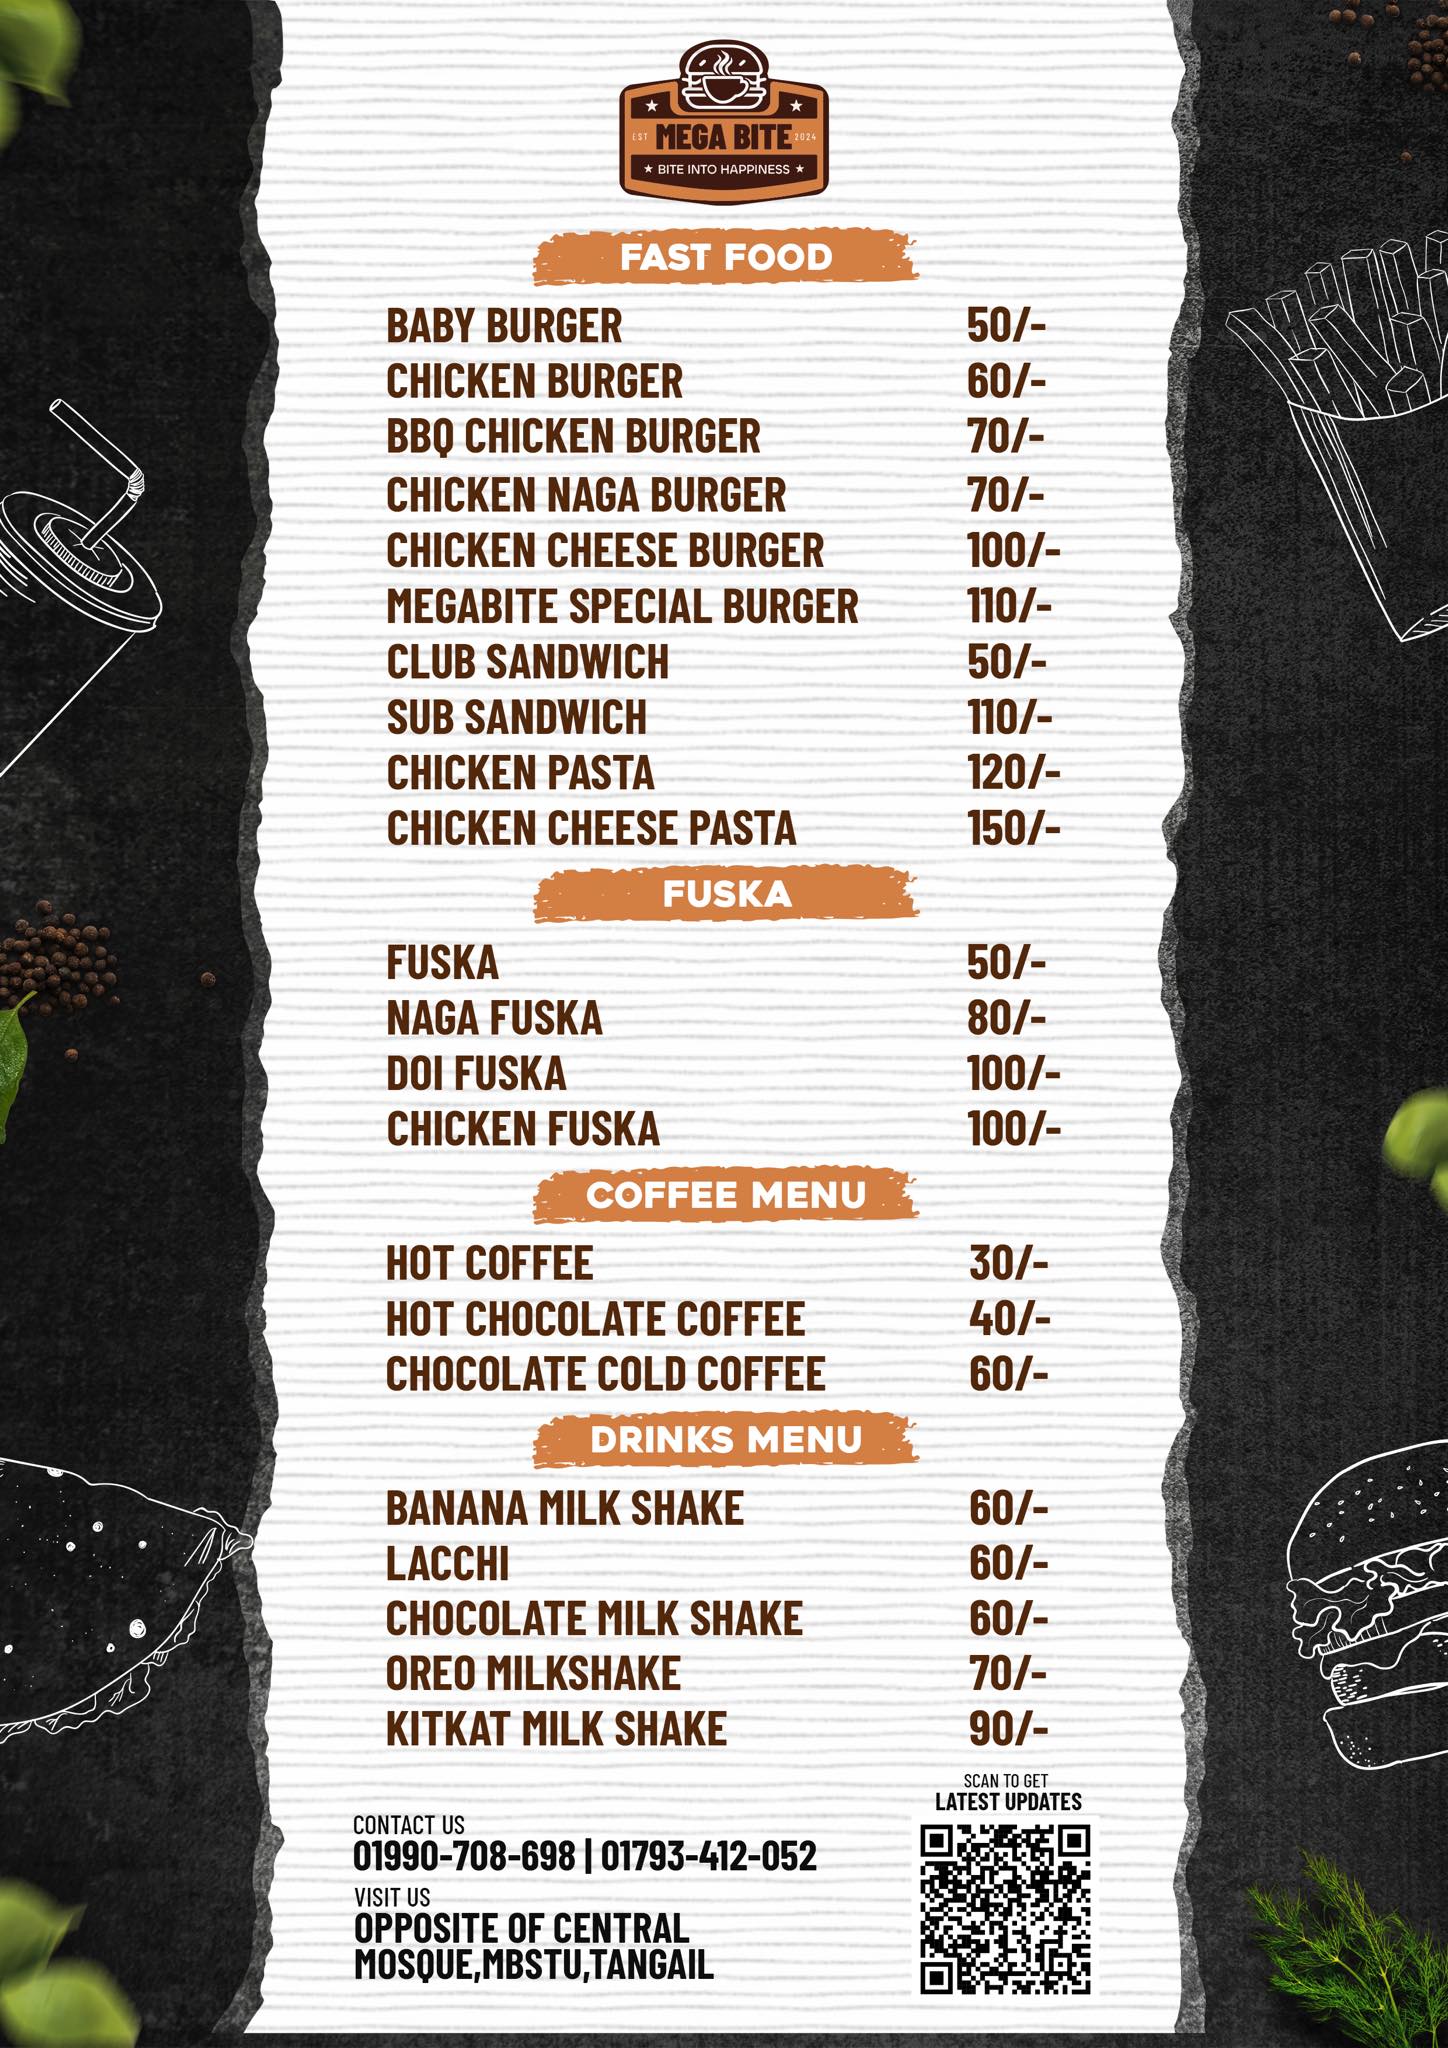 EST MEGA BITE 2024
BITE INTO HAPPINESS
FAST FOOD
BABY BURGER 50/-
CHICKEN BURGER 60/-
BBQ CHICKEN BURGER 70/-
CHICKEN NAGA BURGER 70/-
CHICKEN CHEESE BURGER 100/-
MEGABITE SPECIAL BURGER 110/-
CLUB SANDWICH 50/-
SUB SANDWICH 110/-
CHICKEN PASTA 120/-
CHICKEN CHEESE PASTA 150/-
FUSKA
FUSKA 50/-
NAGA FUSKA 80/-
DOI FUSKA 100/-
CHICKEN FUSKA 100/-
COFFEE MENU
HOT COFFEE 30/-
HOT CHOCOLATE COFFEE 40/-
CHOCOLATE COLD COFFEE 60/-
DRINKS MENU
BANANA MILK SHAKE 60/-
LACCHI 60/-
CHOCOLATE MILK SHAKE 60/-
OREO MILKSHAKE 70/-
KITKAT MILK SHAKE 90/-
SCAN TO GET
LATEST UPDATES
CONTACT US
01990-708-698 | 01793-412-052
VISIT US
OPPOSITE OF CENTRAL
MOSQUE,MBSTU,TANGAIL